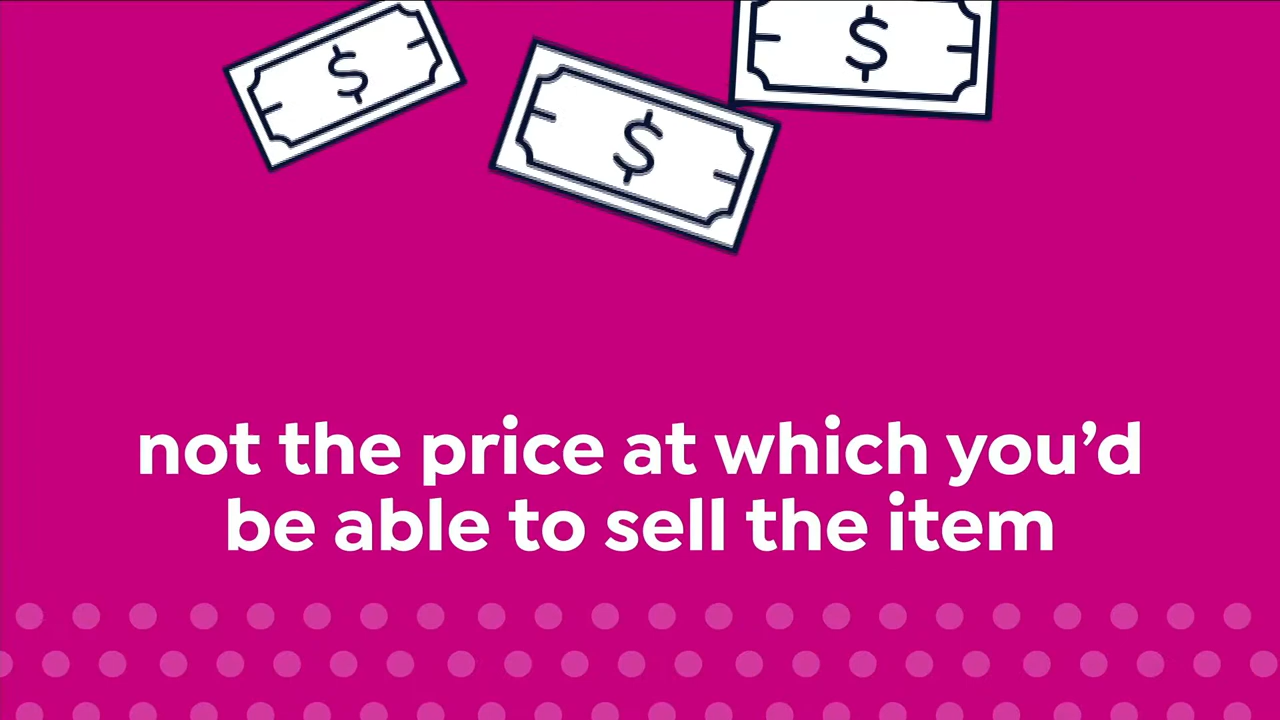 $
$
$
not the price at which you’d
be able to sell the item